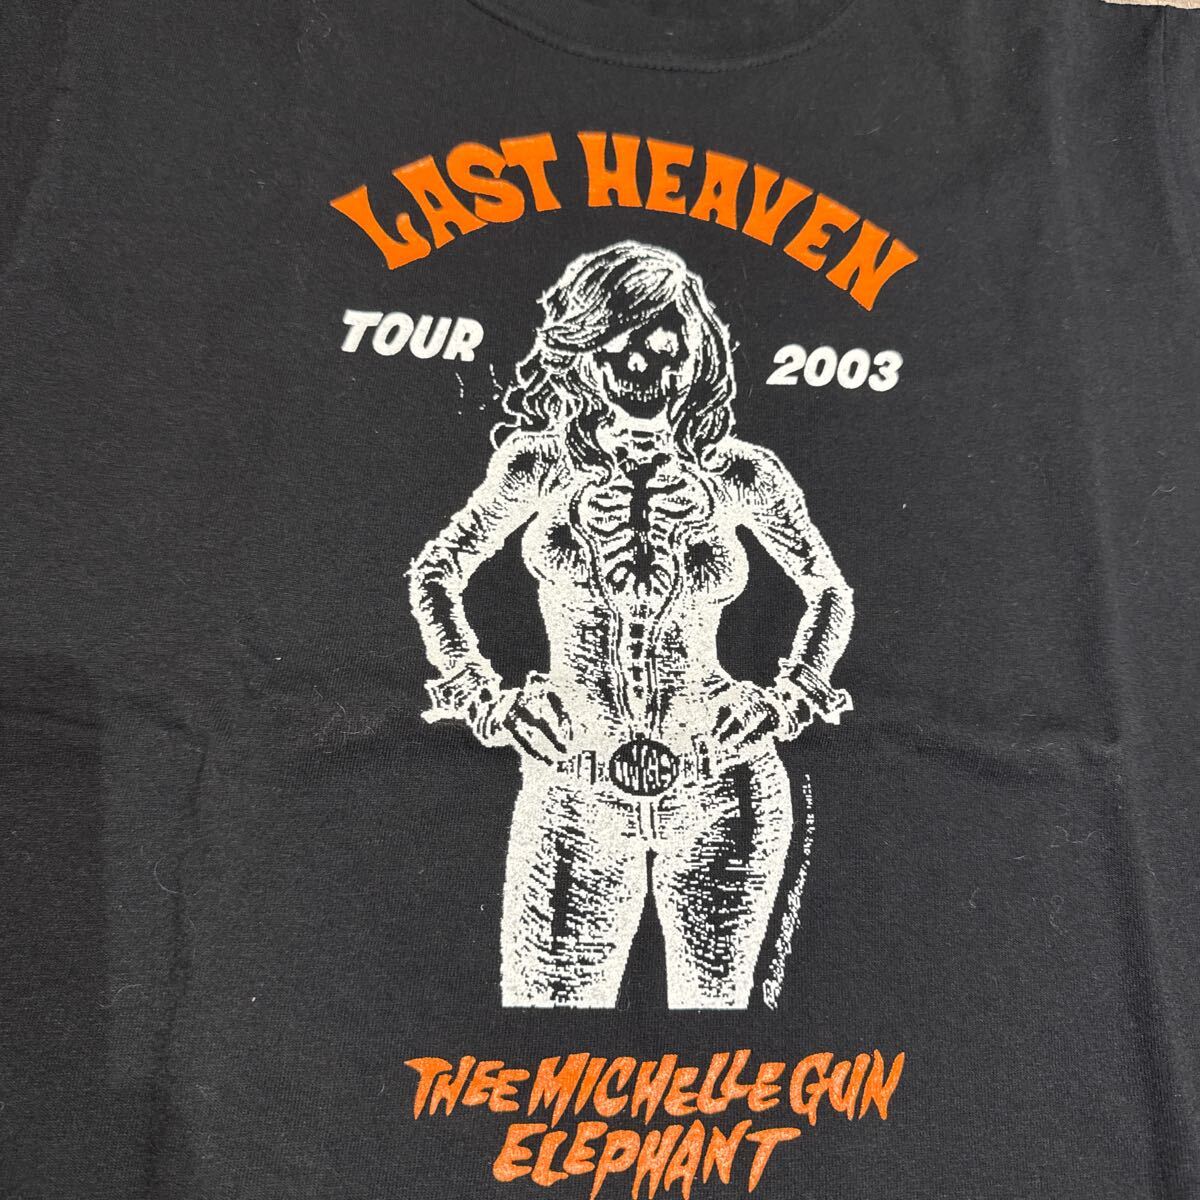 LAST HEAVEN
TOUR 2003
THEE MICHELLE GUN
ELEPHANT